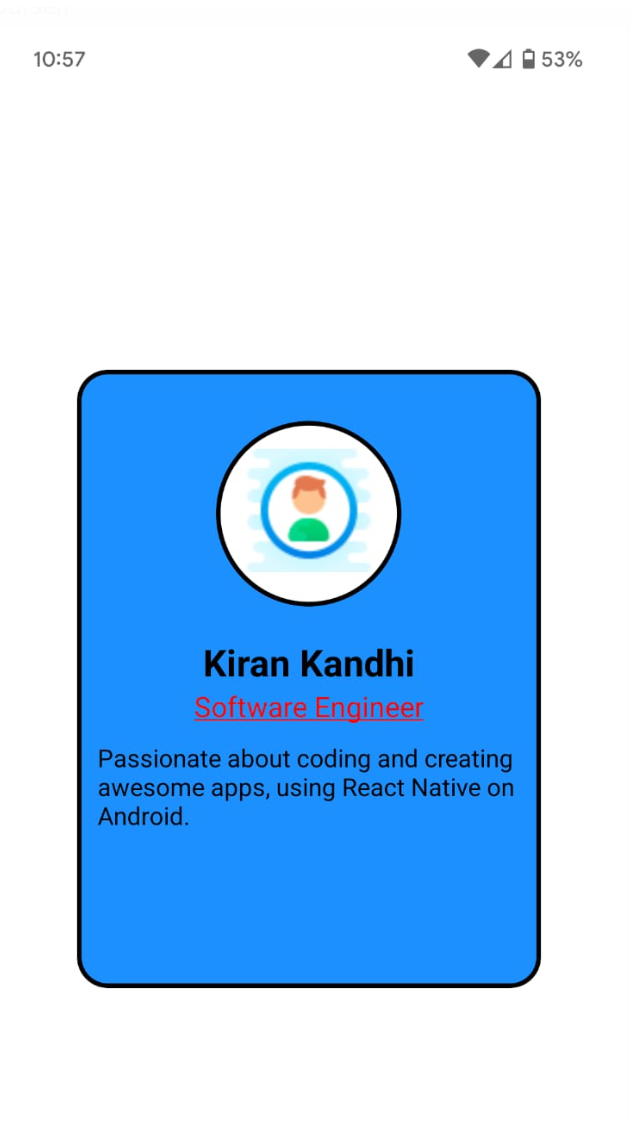 10:57 53%
Kiran Kandhi
Software Engineer
Passionate about coding and creating
awesome apps, using React Native on
Android.